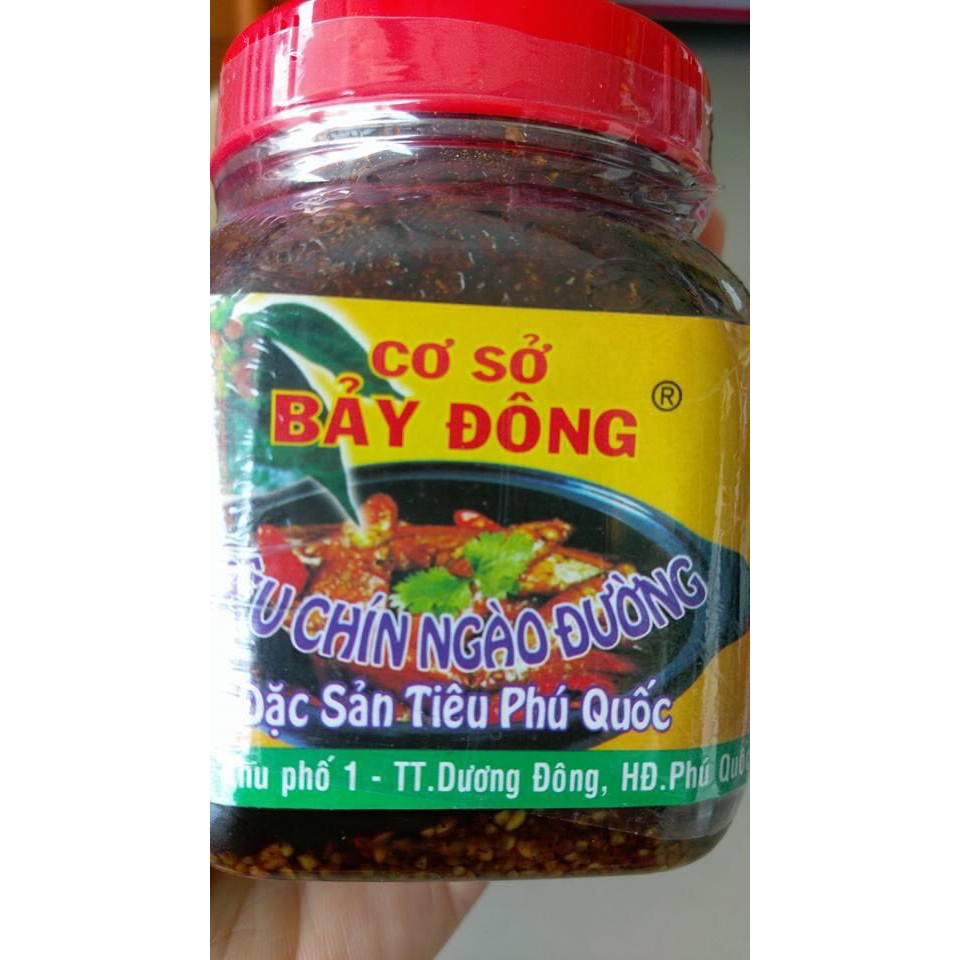 CƠ SỞ
BẢY ĐÔNG ®
CHÍN NGÀO ĐƯỜNG
Đặc Sản Tiêu Phú Quốc
phố 1 - TT.Dương Đông, HĐ.Phú Quố